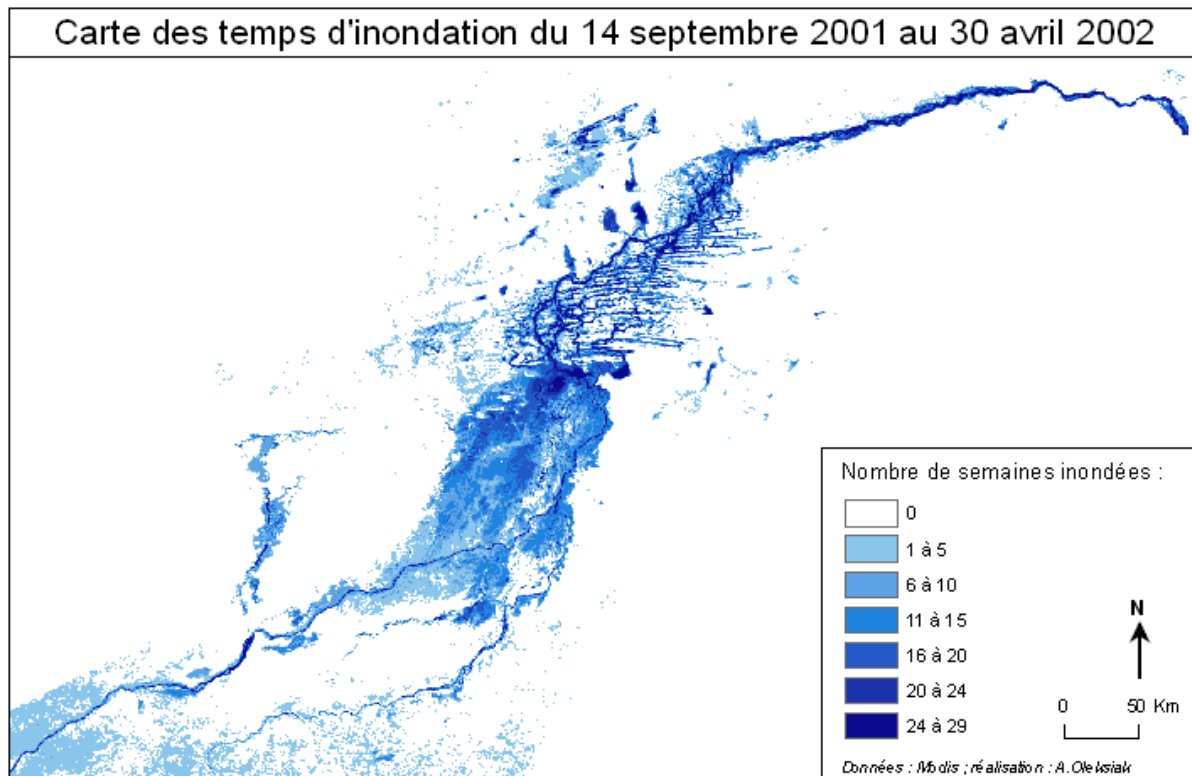 Carte des temps d'inondation du 14 septembre 2001 au 30 avril 2002
Nombre de semaines inondées :
0
1 à 5
6 à 10
11 à 15
16 à 20
20 à 24
24 à 29
N
0 50 Km
Données : Modis ; réalisation : A.Oleksiak